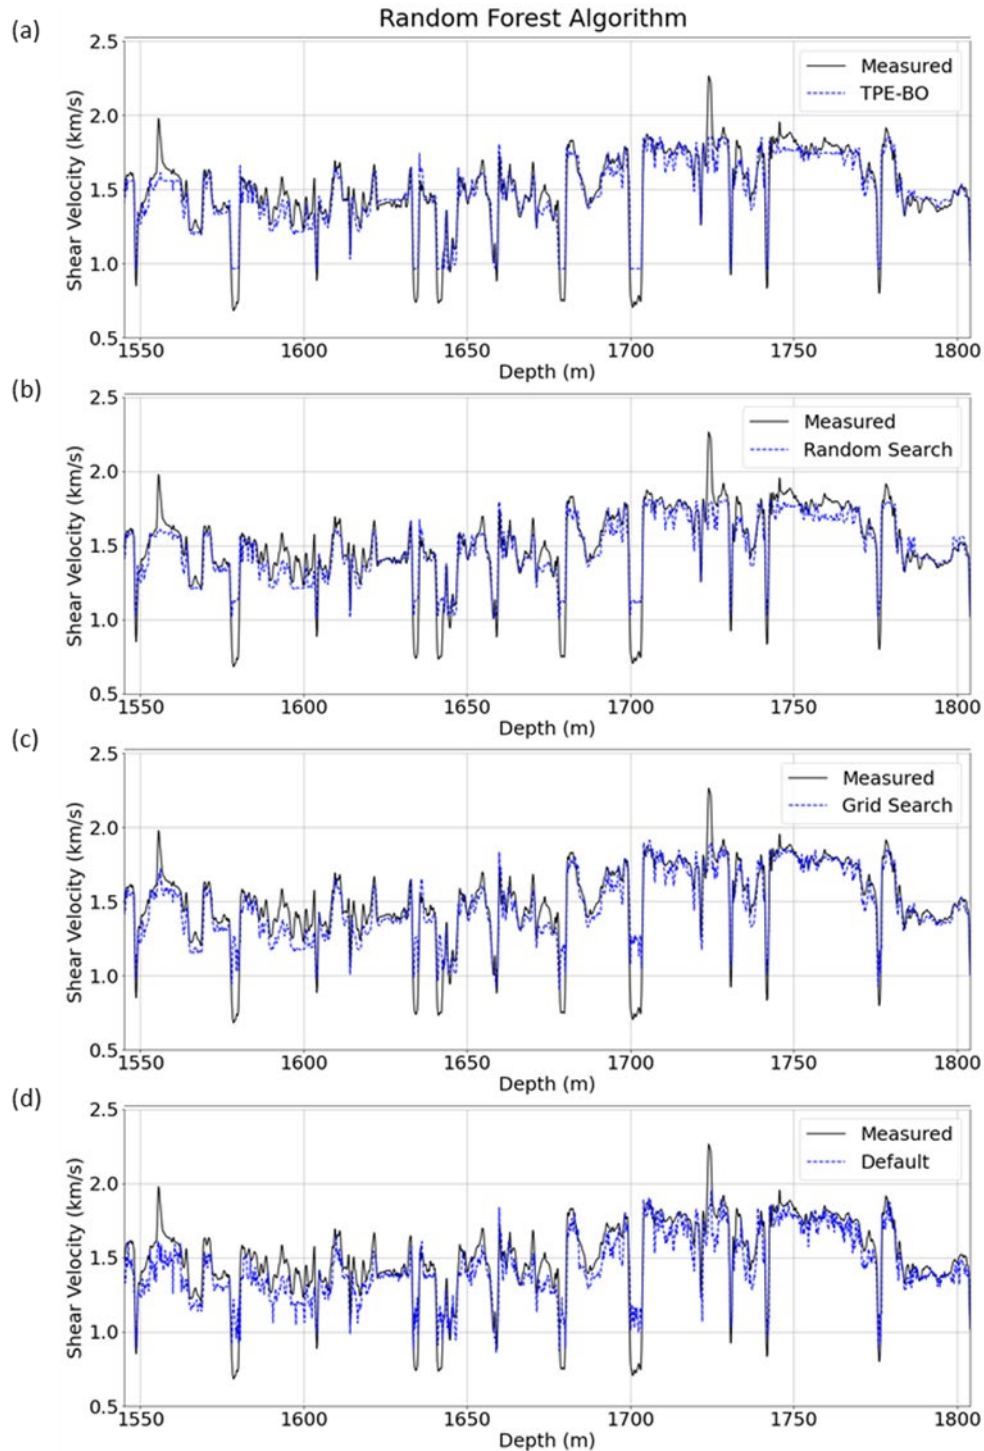 Random Forest Algorithm
(a)
2.5
2.0
1.5
1.0
0.5
Shear Velocity (km/s)
Measured
TPE-BO
1550 1600 1650 1700 1750 1800
Depth (m)
(b)
2.5
2.0
1.5
1.0
0.5
Shear Velocity (km/s)
Measured
Random Search
1550 1600 1650 1700 1750 1800
Depth (m)
(c)
2.5
2.0
1.5
1.0
0.5
Shear Velocity (km/s)
Measured
Grid Search
1550 1600 1650 1700 1750 1800
Depth (m)
(d)
2.5
2.0
1.5
1.0
0.5
Shear Velocity (km/s)
Measured
Default
1550 1600 1650 1700 1750 1800
Depth (m)